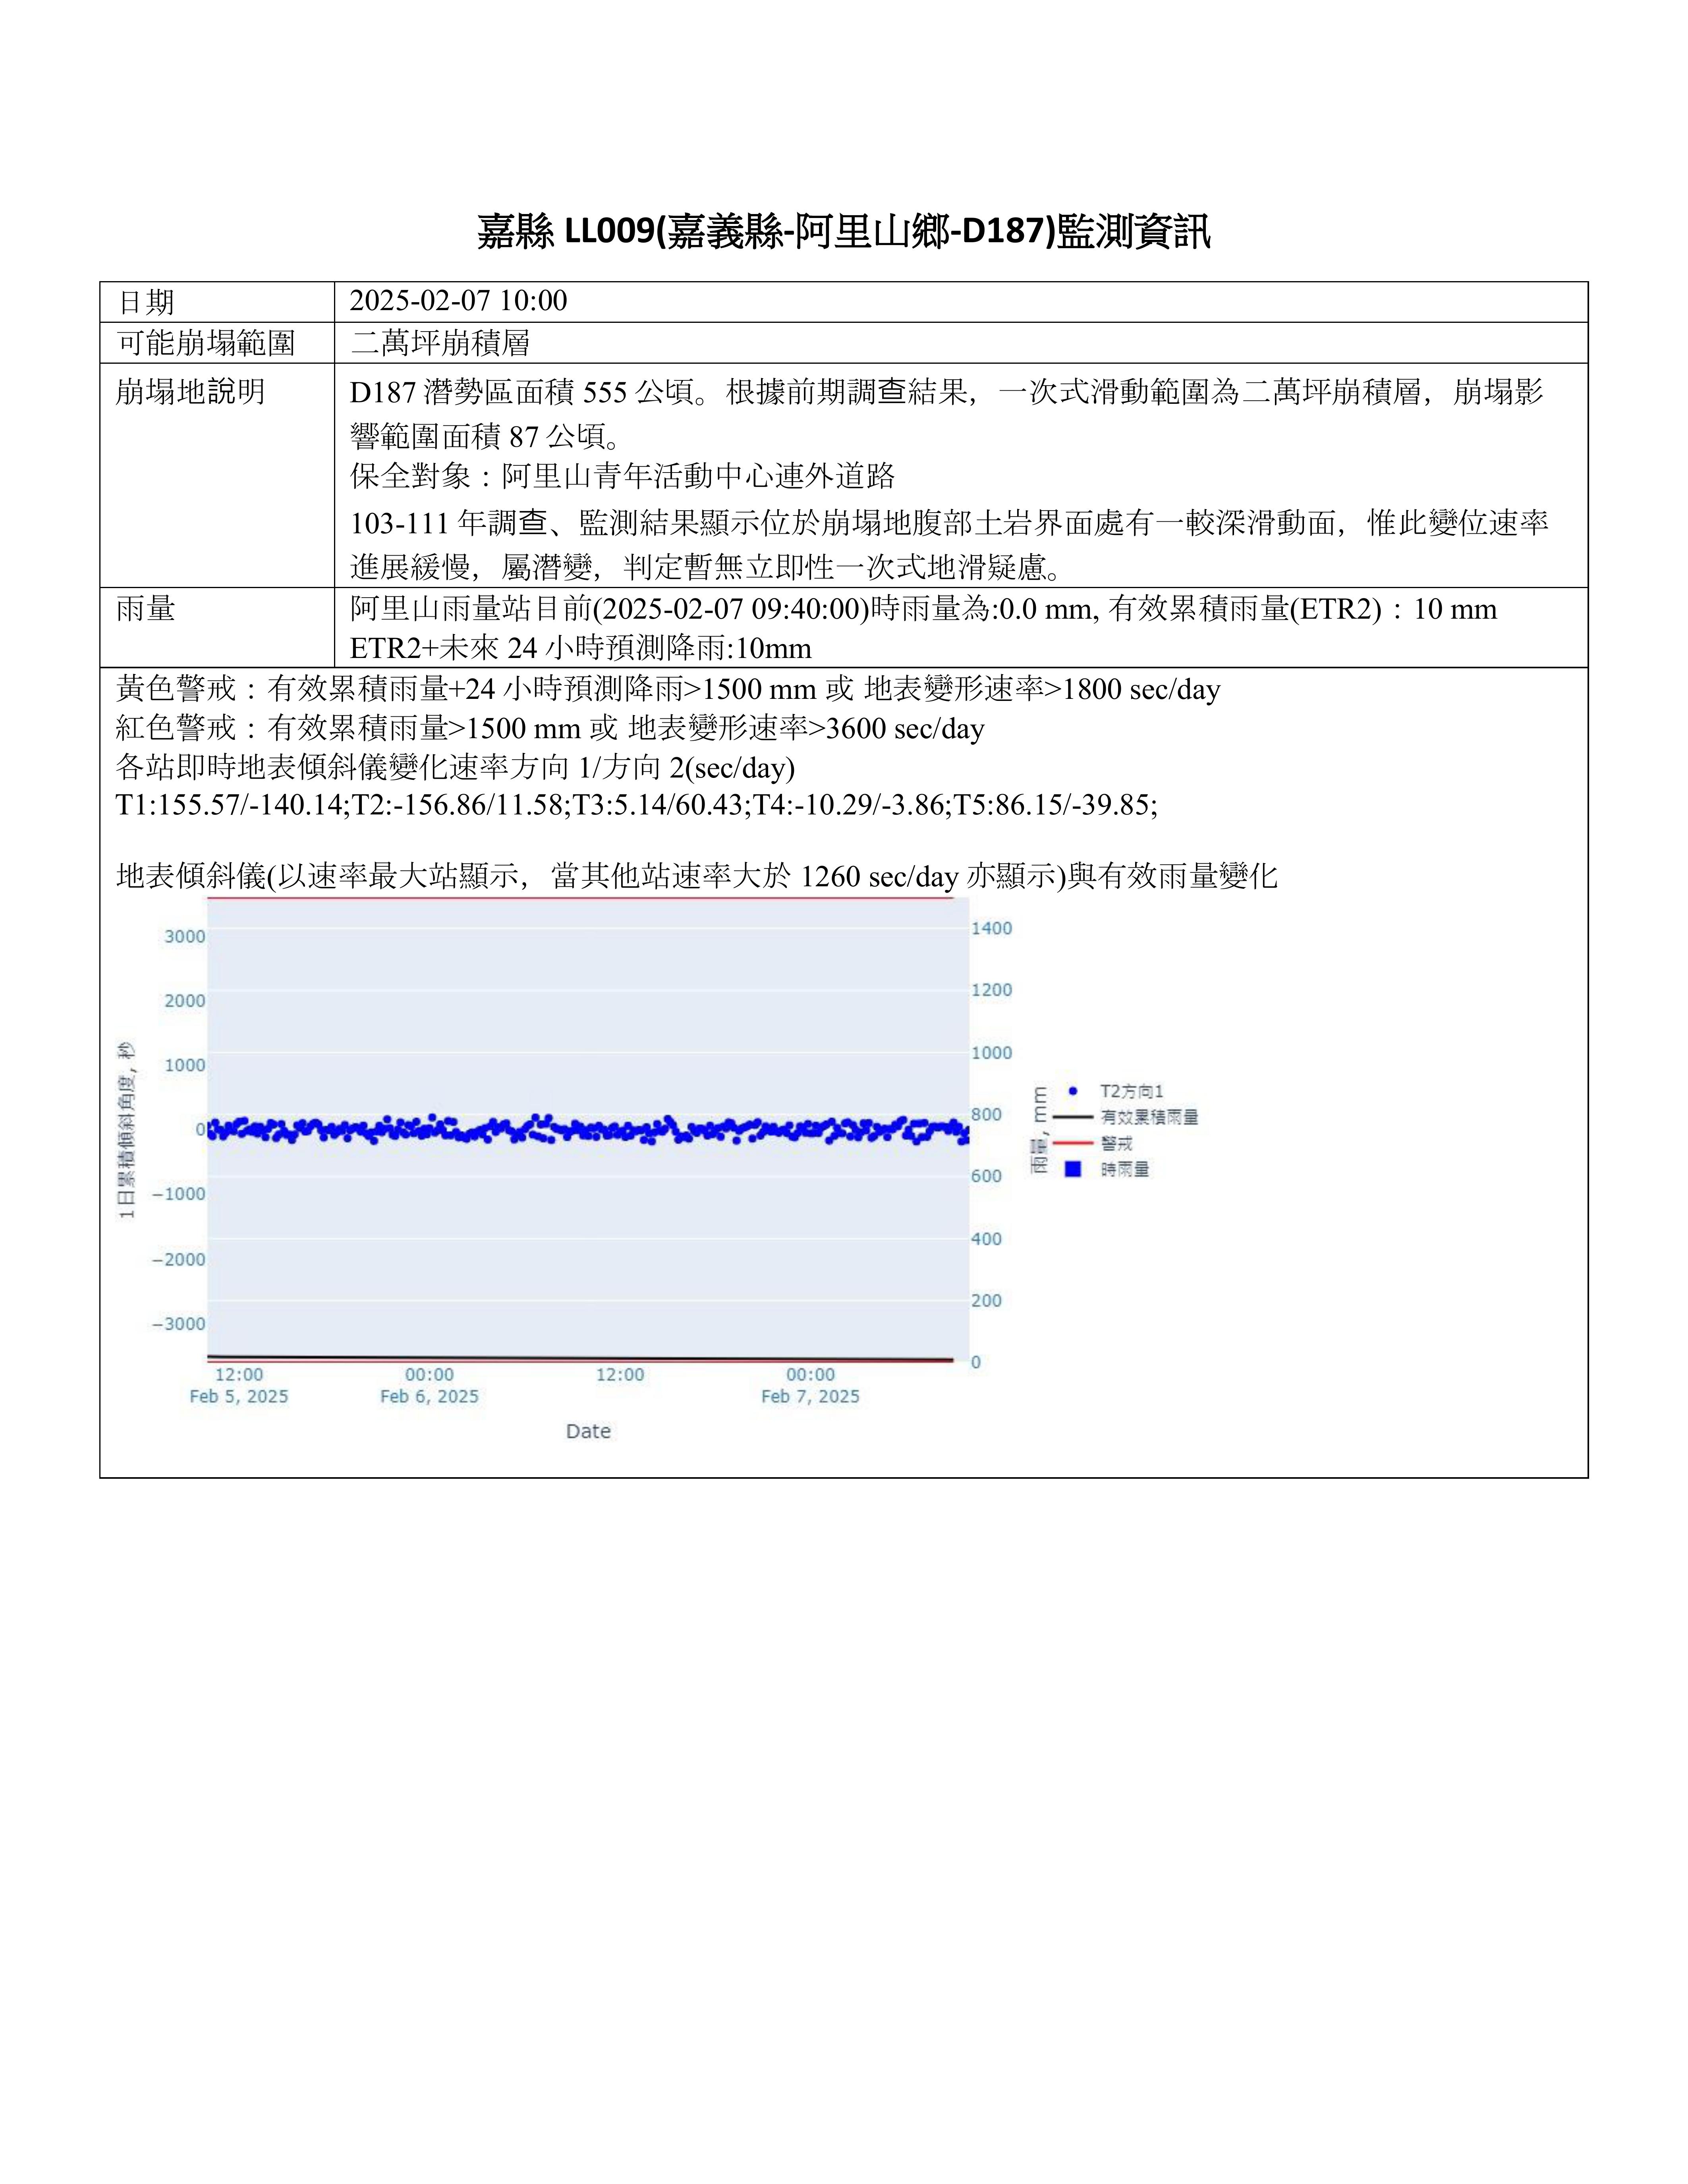 嘉縣 LL009(嘉義縣-阿里山鄉-D187)監測資訊
日期 2025-02-07 10:00
可能崩塌範圍 二萬坪崩積層
崩塌地說明 D187 潛勢區面積 555 公頃。根據前期調查結果，一次式滑動範圍為二萬坪崩積層，崩塌影
響範圍面積 87 公頃。
保全對象：阿里山青年活動中心連外道路
103-111 年調查、監測結果顯示位於崩塌地腹部土岩界面處有一較深滑動面，惟此變位速率
進展緩慢，屬潛變，判定暫無立即性一次式地滑疑慮。
雨量 阿里山雨量站目前(2025-02-07 09:40:00)時雨量為:0.0 mm, 有效累積雨量(ETR2)：10 mm
ETR2+未來 24 小時預測降雨:10mm
黃色警戒：有效累積雨量+24 小時預測降雨>1500 mm 或 地表變形速率>1800 sec/day
紅色警戒：有效累積雨量>1500 mm 或 地表變形速率>3600 sec/day
各站即時地表傾斜儀變化速率方向 1/方向 2(sec/day)
T1:155.57/-140.14;T2:-156.86/11.58;T3:5.14/60.43;T4:-10.29/-3.86;T5:86.15/-39.85;
地表傾斜儀(以速率最大站顯示，當其他站速率大於 1260 sec/day 亦顯示)與有效雨量變化
1日累積傾斜角度, 秒
3000
2000
1000
0
−1000
−2000
−3000
1400
1200
1000
800
600
400
200
0
雨量, mm
T2方向1
有效累積雨量
警戒
時雨量
12:00 00:00 12:00 00:00
Feb 5, 2025 Feb 6, 2025 Feb 7, 2025
Date